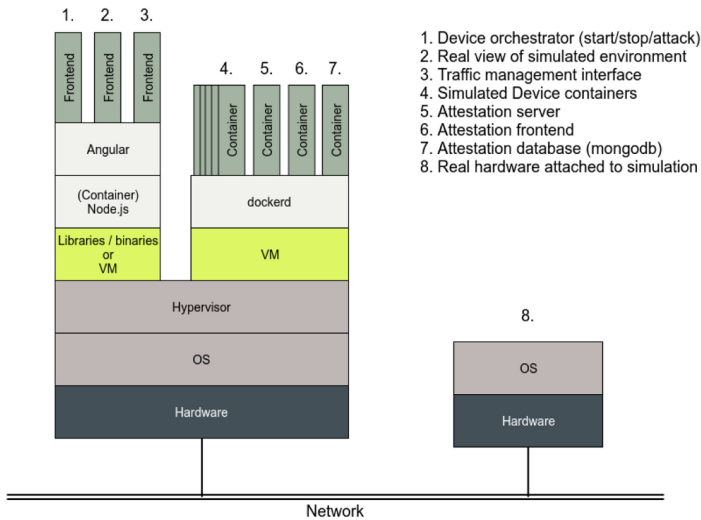 1. 2. 3.
Frontend
Frontend
Frontend
4. 5. 6. 7.
Container
Container
Container
Container
Angular
(Container)
Node.js
dockerd
Libraries / binaries
or
VM
VM
Hypervisor
OS
Hardware
1. Device orchestrator (start/stop/attack)
2. Real view of simulated environment
3. Traffic management interface
4. Simulated Device containers
5. Attestation server
6. Attestation frontend
7. Attestation database (mongodb)
8. Real hardware attached to simulation
8.
OS
Hardware
Network